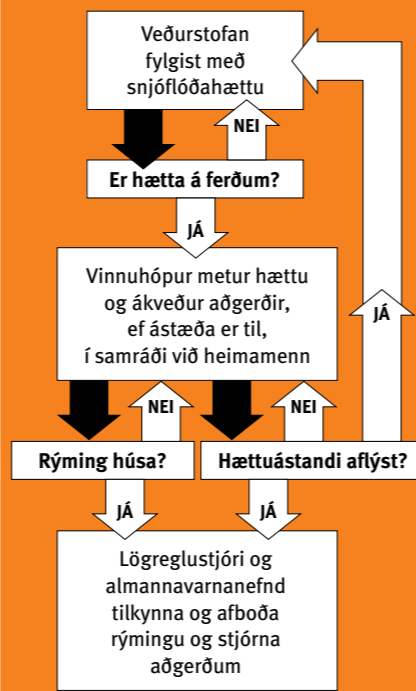 Veðurstofan
fylgist með
snjóflóðahættu
NEI
Er hætta á ferðum?
JÁ
Vinnuhópur metur hættu
og ákveður aðgerðir,
ef ástæða er til,
í samráði við heimamenn
JÁ
NEI
NEI
Rýming húsa?
Hættuástandi aflýst?
JÁ
JÁ
Lögreglustjóri og
almannavarnanefnd
tilkynna og afboða
rýmingu og stjórna
aðgerðum